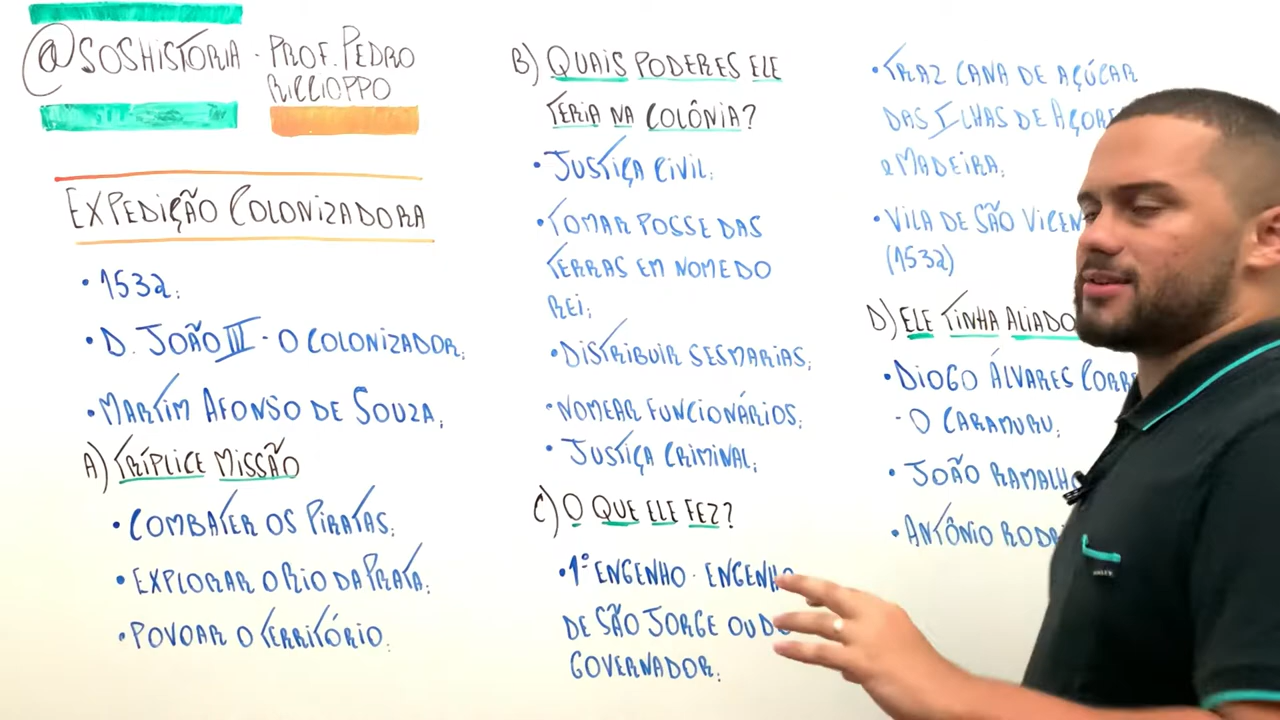 @SOSHISTÓRIA - PROF. PEDRO
RICCIOPPO
EXPEDIÇÃO COLONIZADORA
• 1532;
• D. JOÃO III - O COLONIZADOR;
• MARTIM AFONSO DE SOUZA;
A) TRÍPLICE MISSÃO
• COMBATER OS PIRATAS;
• EXPLORAR O RIO DA PRATA;
• POVOAR O TERRITÓRIO.
B) QUAIS PODERES ELE
TERIA NA COLÔNIA?
• JUSTIÇA CIVIL;
• TOMAR POSSE DAS
TERRAS EM NOME DO
REI;
• DISTRIBUIR SESMARIAS;
• NOMEAR FUNCIONÁRIOS;
• JUSTIÇA CRIMINAL;
C) O QUE ELE FEZ?
• 1º ENGENHO - ENGENHO
DE SÃO JORGE OU DO
GOVERNADOR;
• TRAZ CANA DE AÇÚCAR
DAS ILHAS DE AÇORE
e MADEIRA;
• VILA DE SÃO VICEN
(1532)
D) ELE TINHA ALIADO
• DIOGO ÁLVARES CORRE
- O CARAMURU;
• JOÃO RAMALHO
• ANTÔNIO RODRI